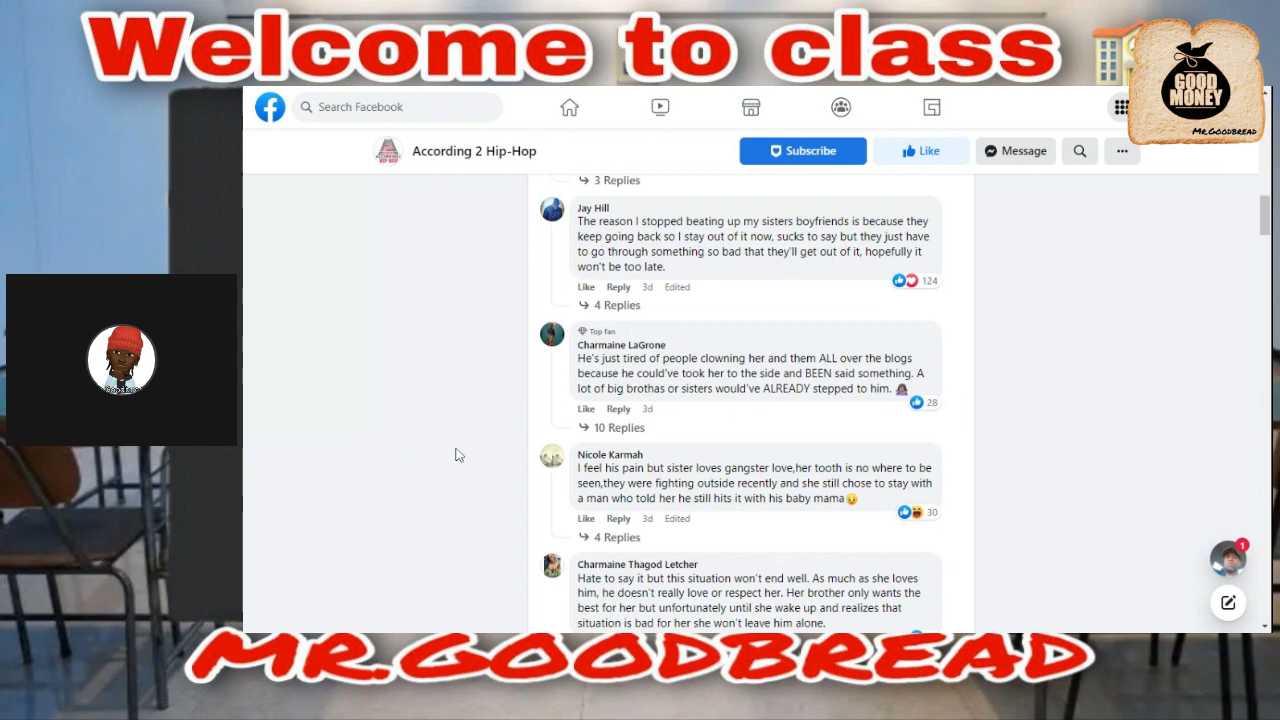 Welcome to class
GOOD
MONEY
Mr.Goodbread
Search Facebook
According 2 Hip-Hop
Subscribe
Like
Message
3 Replies
Jay Hill
The reason I stopped beating up my sisters boyfriends is because they
keep going back so I stay out of it now, sucks to say but they just have
to go through something so bad that they'll get out of it, hopefully it
won't be too late.
124
Like Reply 3d Edited
4 Replies
Top fan
Charmaine LaGrone
He's just tired of people clowning her and them ALL over the blogs
because he could've took her to the side and BEEN said something. A
lot of big brothas or sisters would've ALREADY stepped to him.
28
Like Reply 3d
10 Replies
Nicole Karmah
I feel his pain but sister loves gangster love,her tooth is no where to be
seen,they were fighting outside recently and she still chose to stay with
a man who told her he still hits it with his baby mama
30
Like Reply 3d Edited
4 Replies
Charmaine Thagod Letcher
Hate to say it but this situation won't end well. As much as she loves
him, he doesn't really love or respect her. Her brother only wants the
best for her but unfortunately until she wake up and realizes that
situation is bad for her she won't leave him alone.
1
MR.GOODBREAD